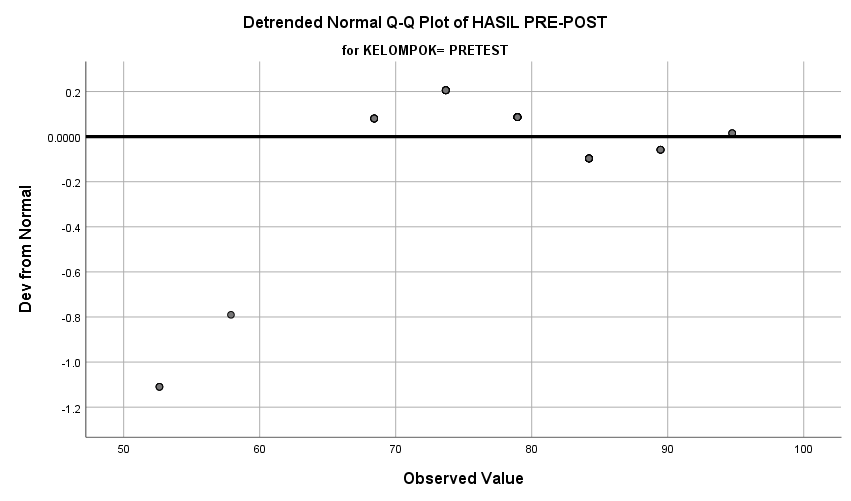 Detrended Normal Q-Q Plot of HASIL PRE-POST
for KELOMPOK= PRETEST
Dev from Normal
0.2
0.0000
-0.2
-0.4
-0.6
-0.8
-1.0
-1.2
50 60 70 80 90 100
Observed Value